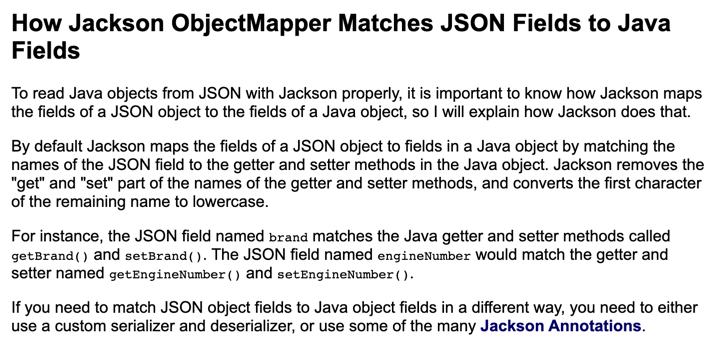 How Jackson ObjectMapper Matches JSON Fields to Java
Fields
To read Java objects from JSON with Jackson properly, it is important to know how Jackson maps
the fields of a JSON object to the fields of a Java object, so I will explain how Jackson does that.
By default Jackson maps the fields of a JSON object to fields in a Java object by matching the
names of the JSON field to the getter and setter methods in the Java object. Jackson removes the
"get" and "set" part of the names of the getter and setter methods, and converts the first character
of the remaining name to lowercase.
For instance, the JSON field named brand matches the Java getter and setter methods called
getBrand() and setBrand(). The JSON field named engineNumber would match the getter and
setter named getEngineNumber() and setEngineNumber().
If you need to match JSON object fields to Java object fields in a different way, you need to either
use a custom serializer and deserializer, or use some of the many Jackson Annotations.